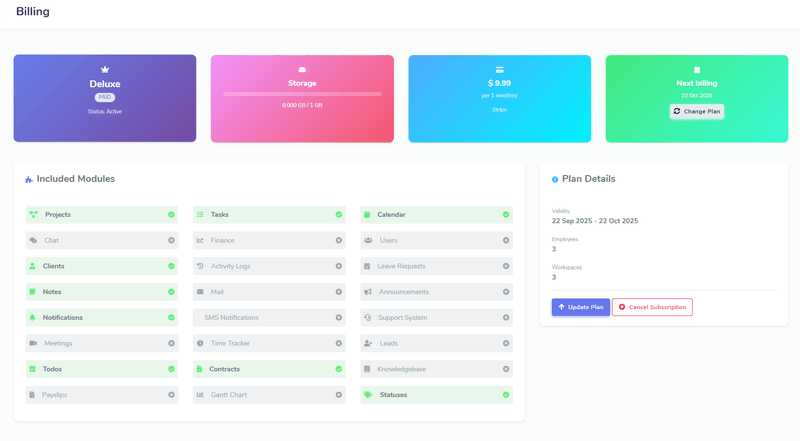 Billing
Deluxe
PAID
Status: Active
Storage
0.000 GB / 1 GB
$ 9.99
per 1 month(s)
Stripe
Next billing
22 Oct 2025
Change Plan
Included Modules
Projects
Tasks
Calendar
Chat
Finance
Users
Clients
Activity Logs
Leave Requests
Notes
Mail
Announcements
Notifications
SMS Notifications
Support System
Meetings
Time Tracker
Leads
Todos
Contracts
Knowledgebase
Payslips
Gantt Chart
Statuses
Plan Details
Validity
22 Sep 2025 - 22 Oct 2025
Employees
3
Workspaces
3
Update Plan
Cancel Subscription